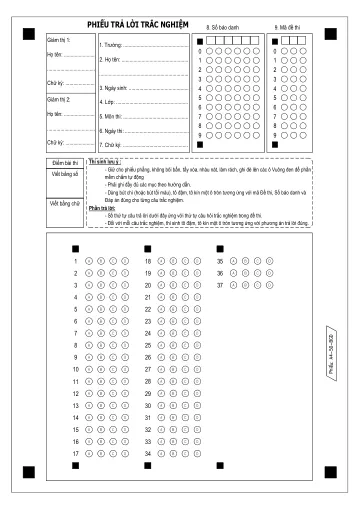 PHIẾU TRẢ LỜI TRẮC NGHIỆM
8. Số báo danh
9. Mã đề thi
Giám thị 1:
Họ tên: ....................
Chữ ký: ....................
Giám thị 2:
Họ tên: ....................
Chữ ký: ....................
1. Trường: ....................
2. Họ tên: ....................
3. Ngày sinh: ....................
4. Lớp: ....................
5. Môn thi: ....................
6. Ngày thi: ....................
7. Chữ ký: ....................
0 0
1 1
2 2
3 3
4 4
5 5
6 6
7 7
8 8
9 9
Điểm bài thi
Viết bằng số
Viết bằng chữ
Thí sinh lưu ý:
- Giữ cho phiếu phẳng, không bôi bẩn, tẩy xóa, nhàu nát, làm rách, ghi đè lên các ô Vuông đen để phần
mềm chấm tự động.
- Phải ghi đầy đủ các mục theo hướng dẫn.
- Dùng bút chì (hoặc bút tối màu), tô đậm, tô kín một ô tròn tương ứng với mã Đề thi, Số báo danh và
Đáp án đúng cho từng câu trắc nghiệm.
Phần trả lời:
- Số thứ tự câu trả lời dưới đây ứng với thứ tự câu hỏi trắc nghiệm trong đề thi.
- Đối với mỗi câu trắc nghiệm, thí sinh tô đậm, tô kín một ô tròn tương ứng với phương án trả lời đúng.
1 A B C D 18 A B C D 35 A B C D
2 A B C D 19 A B C D 36 A B C D
3 A B C D 20 A B C D 37 A B C D
4 A B C D 21 A B C D
5 A B C D 22 A B C D
6 A B C D 23 A B C D
7 A B C D 24 A B C D
8 A B C D 25 A B C D
9 A B C D 26 A B C D
10 A B C D 27 A B C D
11 A B C D 28 A B C D
12 A B C D 29 A B C D
13 A B C D 30 A B C D
14 A B C D 31 A B C D
15 A B C D 32 A B C D
16 A B C D 33 A B C D
17 A B C D 34 A B C D